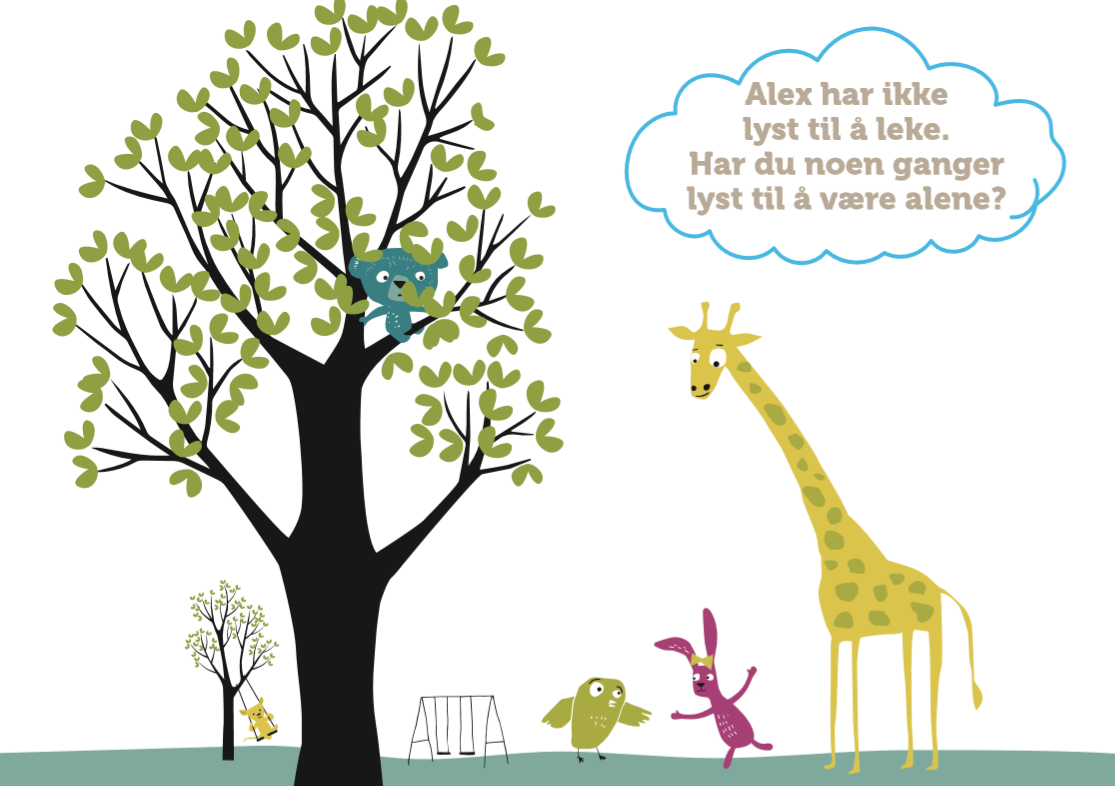 Alex har ikke
lyst til å leke.
Har du noen ganger
lyst til å være alene?